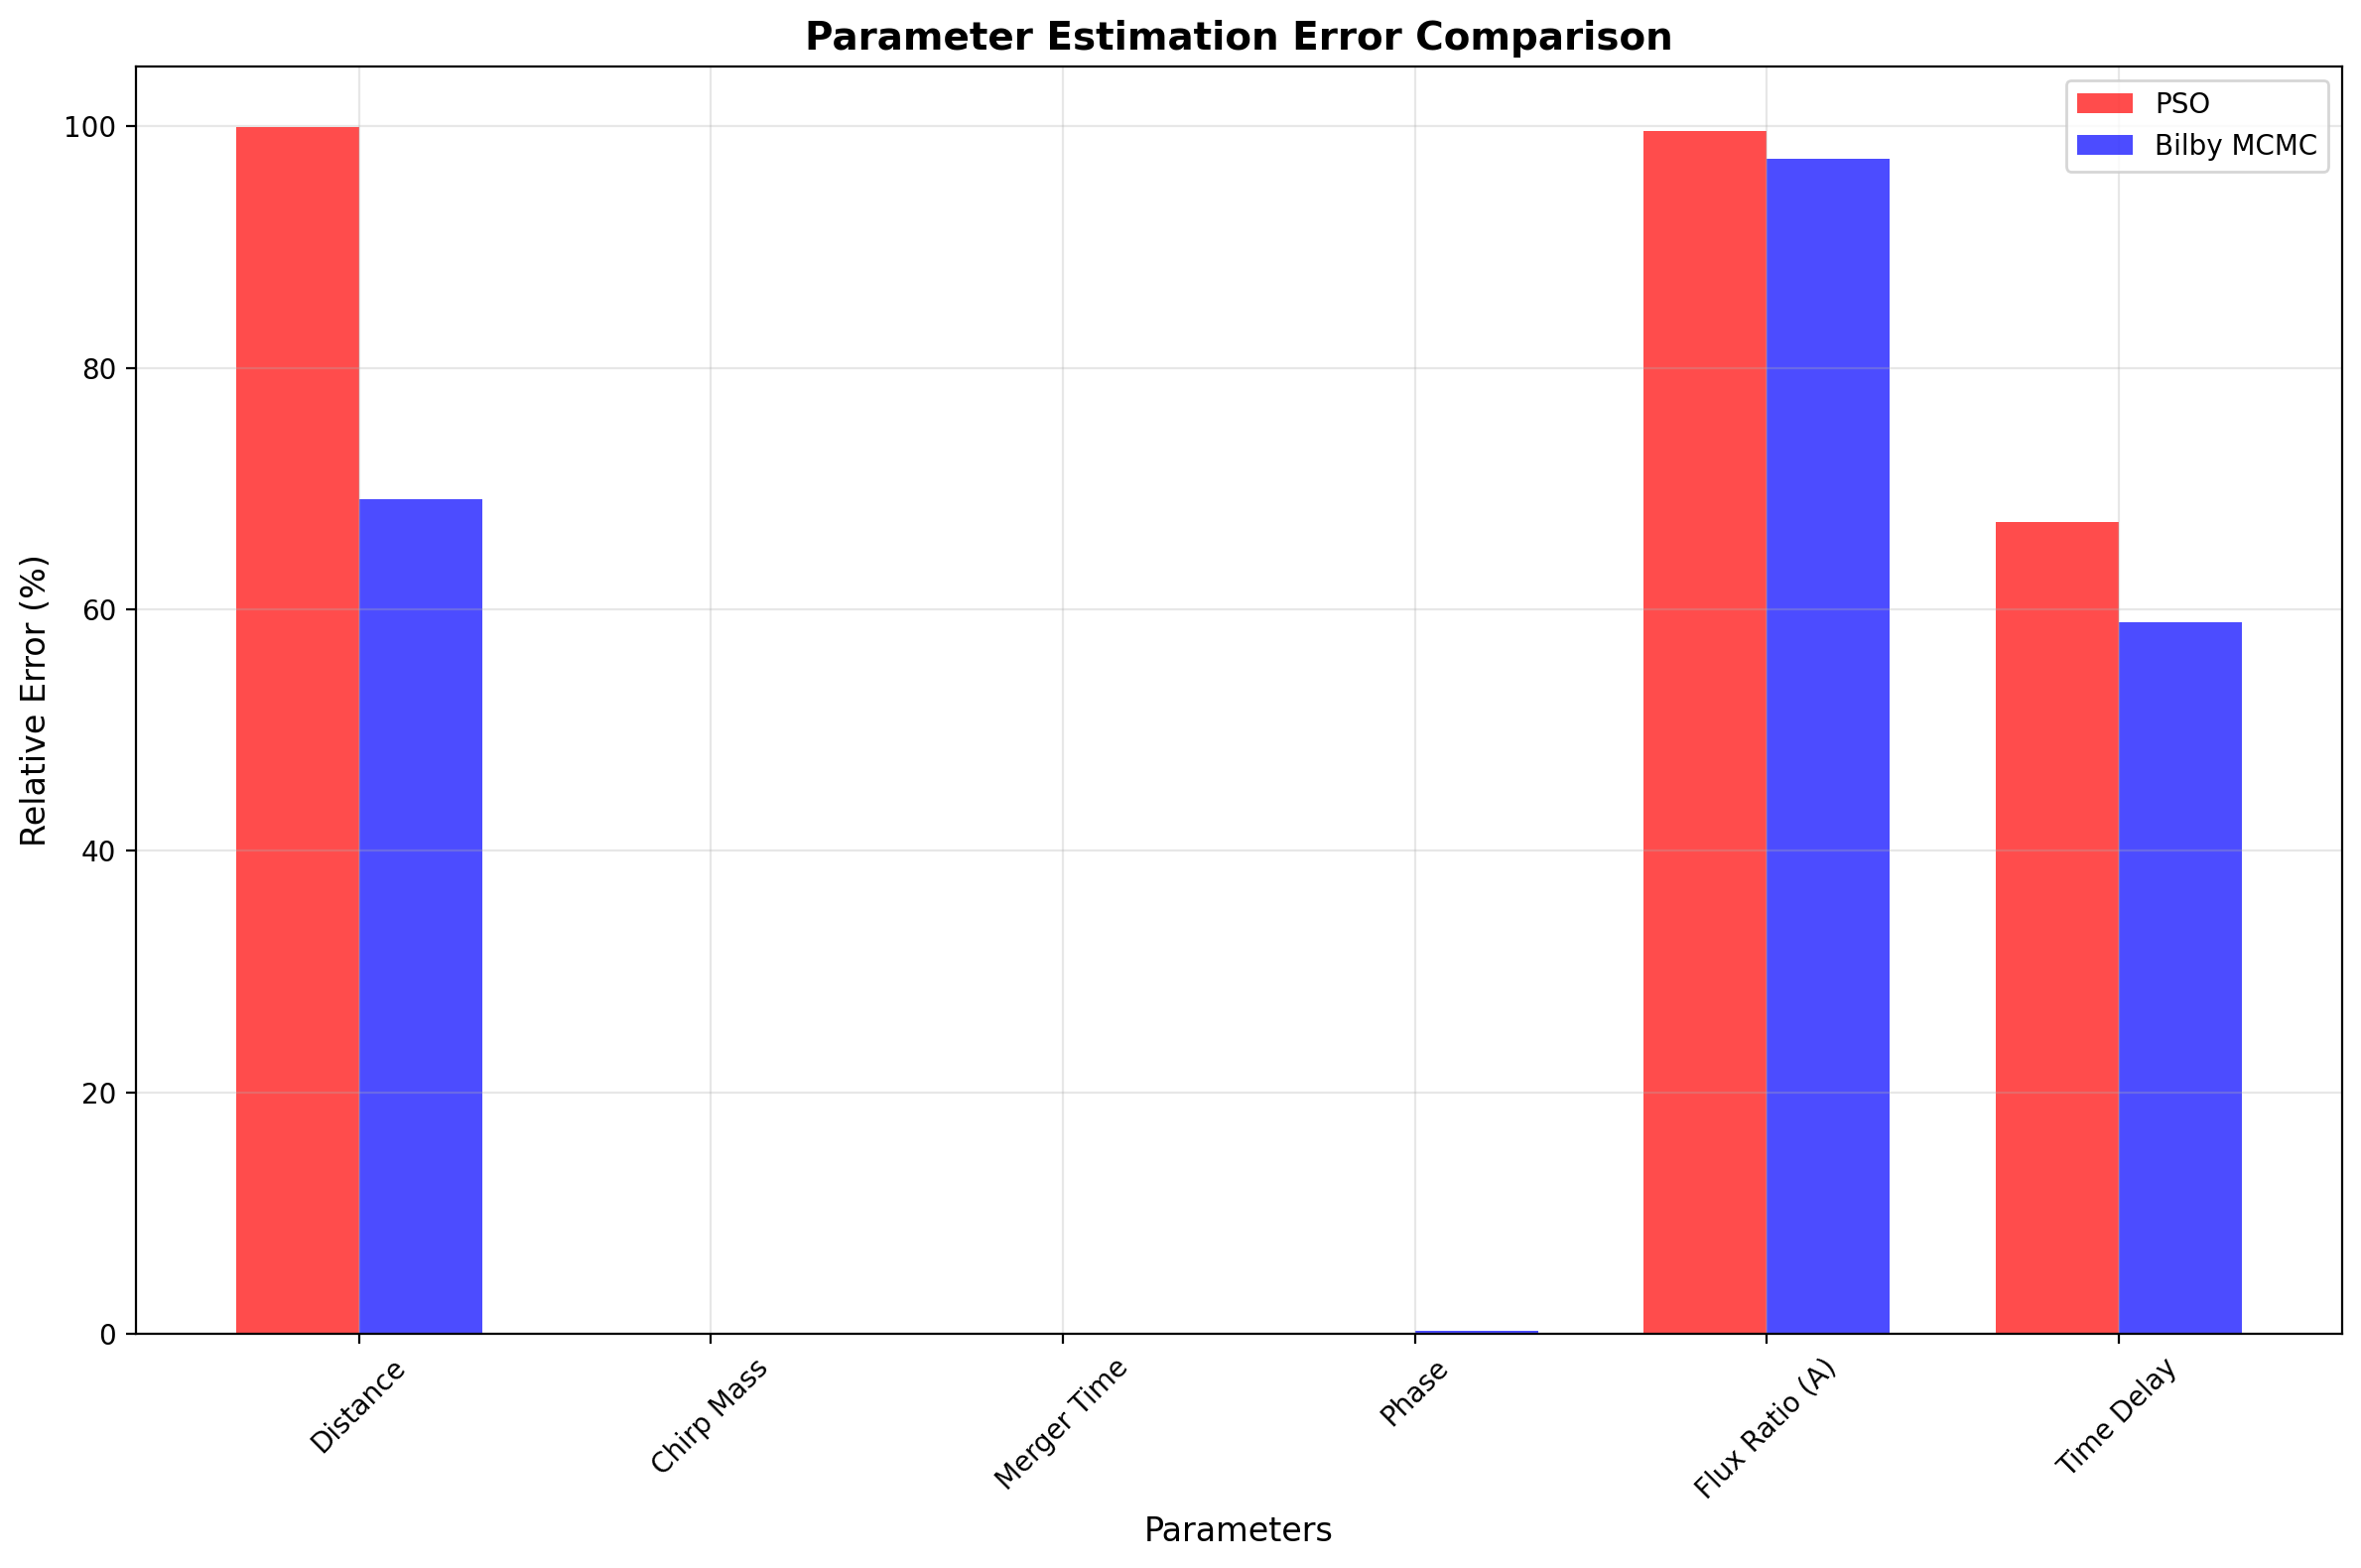 Parameter Estimation Error Comparison
PSO
Bilby MCMC
Relative Error (%)
100
80
60
40
20
0
Distance
Chirp Mass
Merger Time
Phase
Flux Ratio (A)
Time Delay
Parameters